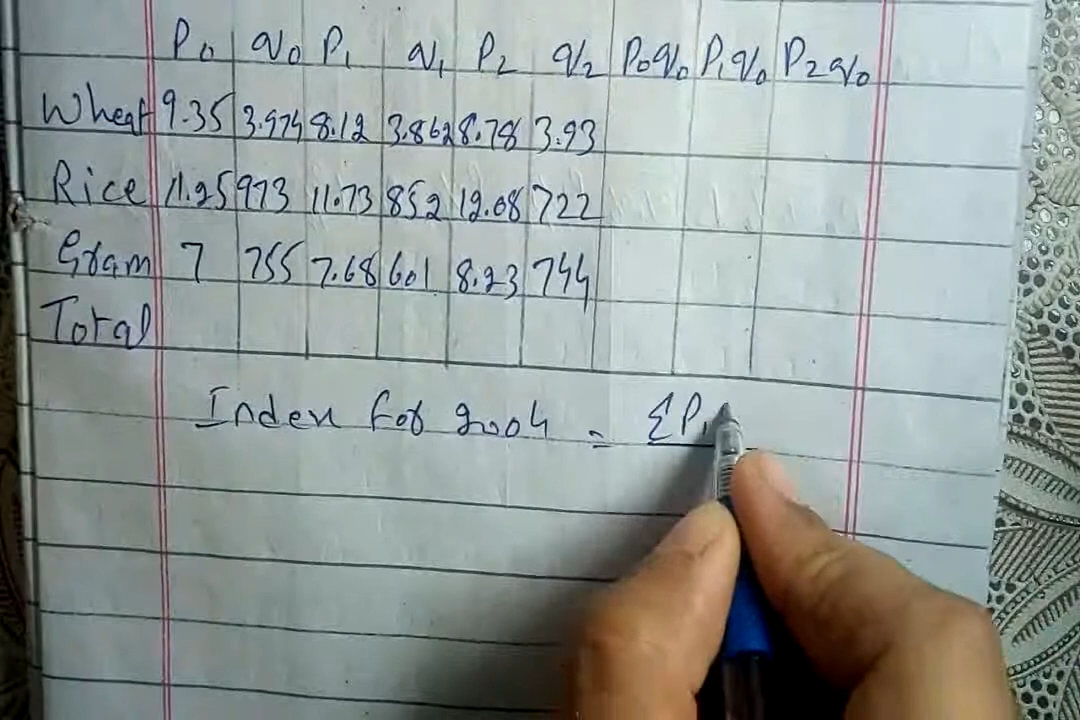 P0 q0 P1 q1 P2 q2 P0q0 P1q0 P2q0
Wheat 9.35 3.974 8.12 3.862 8.78 3.93
Rice 11.25 973 11.73 852 12.08 722
Gram 7 755 7.68 601 8.23 744
Total
Index for 2004 = ΣP1